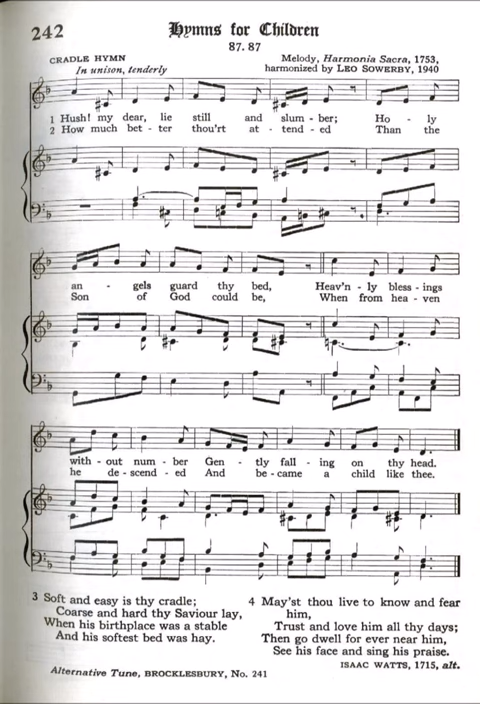 242
Hymns for Children
87. 87
CRADLE HYMN
Melody, Harmonia Sacra, 1753,
In unison, tenderly
harmonized by LEO SOWERBY, 1940
1 Hush! my dear, lie still and slum - ber; Ho - ly
2 How much bet - ter thou'rt at - tend - ed Than the
an - gels guard thy bed, Heav'n - ly bless - ings
Son of God could be, When from hea - ven
with - out num - ber Gen - tly fall - ing on thy head.
he de - scend - ed And be - came a child like thee.
3 Soft and easy is thy cradle;
Coarse and hard thy Saviour lay,
When his birthplace was a stable
And his softest bed was hay.
4 May'st thou live to know and fear
him,
Trust and love him all thy days;
Then go dwell for ever near him,
See his face and sing his praise.
ISAAC WATTS, 1715, alt.
Alternative Tune, BROCKLESBURY, No. 241